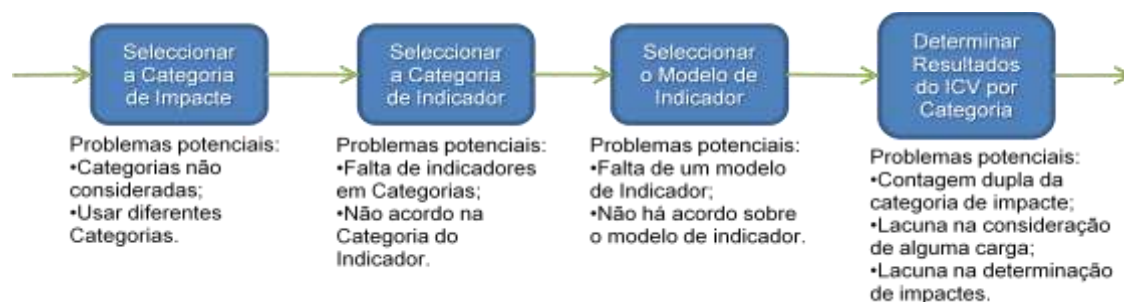 Seleccionar
a Categoria
de Impacte
Problemas potenciais:
•Categorias não
consideradas;
•Usar diferentes
Categorias.
Seleccionar
a Categoria
de Indicador
Problemas potenciais:
•Falta de indicadores
em Categorias;
•Não acordo na
Categoria do
Indicador.
Seleccionar
o Modelo de
Indicador
Problemas potenciais:
•Falta de um modelo
de Indicador;
•Não há acordo sobre
o modelo de indicador.
Determinar
Resultados
do ICV por
Categoria
Problemas potenciais:
•Contagem dupla da
categoria de impacte;
•Lacuna na consideração
de alguma carga;
•Lacuna na determinação
de impactes.